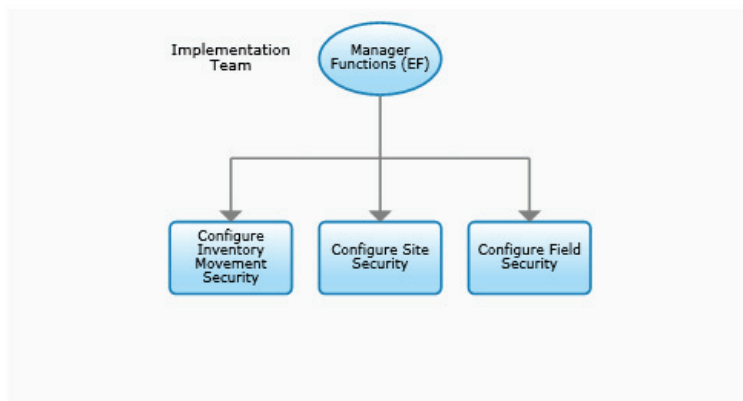 Implementation
Team
Manager
Functions (EF)
Configure
Inventory
Movement
Security
Configure Site
Security
Configure Field
Security